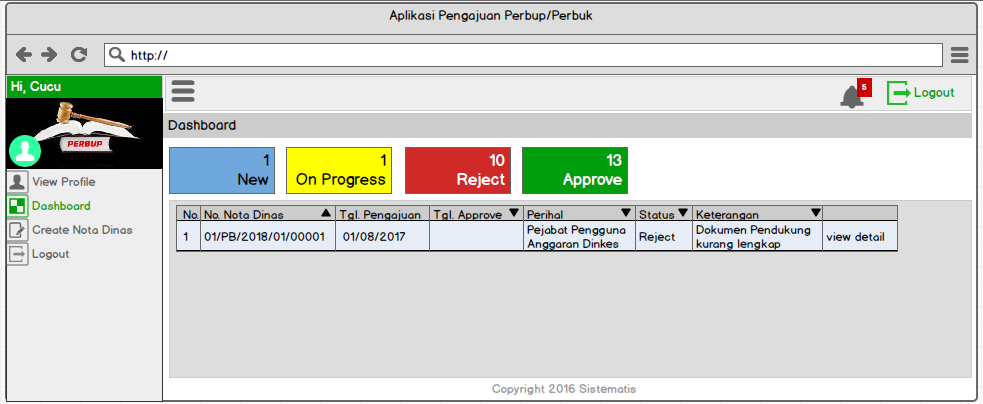 Aplikasi Pengajuan Perbup/Perbuk
http://
Hi, Cucu
PERBUP
5
Logout
View Profile
Dashboard
Create Nota Dinas
Logout
Dashboard
1
New
1
On Progress
10
Reject
13
Approve
No. No. Nota Dinas Tgl. Pengajuan Tgl. Approve Perihal Status Keterangan
1 01/PB/2018/01/00001 01/08/2017 Pejabat Pengguna Anggaran Dinkes Reject Dokumen Pendukung kurang lengkap view detail
Copyright 2016 Sistematis